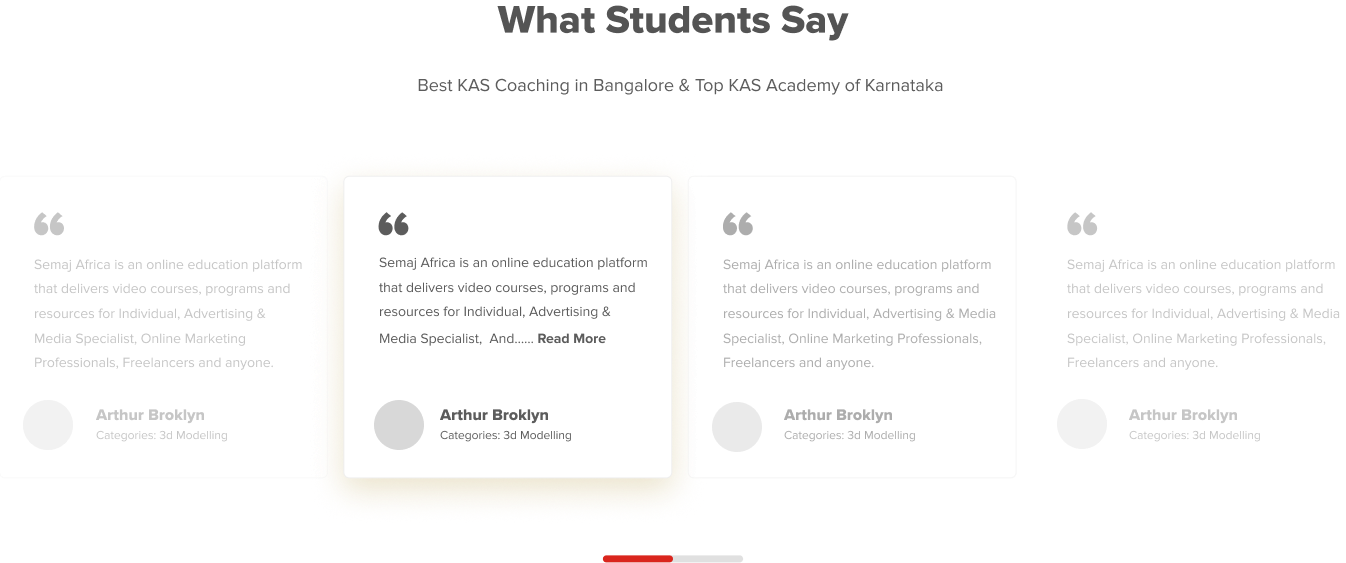 What Students Say
Best KAS Coaching in Bangalore & Top KAS Academy of Karnataka
“
Semaj Africa is an online education platform
that delivers video courses, programs and
resources for Individual, Advertising &
Media Specialist, Online Marketing
Professionals, Freelancers and anyone.
Arthur Broklyn
Categories: 3d Modelling
“
Semaj Africa is an online education platform
that delivers video courses, programs and
resources for Individual, Advertising &
Media Specialist,  And...... Read More
Arthur Broklyn
Categories: 3d Modelling
“
Semaj Africa is an online education platform
that delivers video courses, programs and
resources for Individual, Advertising & Media
Specialist, Online Marketing Professionals,
Freelancers and anyone.
Arthur Broklyn
Categories: 3d Modelling
“
Semaj Africa is an online education platform
that delivers video courses, programs and
resources for Individual, Advertising & Media
Specialist, Online Marketing Professionals,
Freelancers and anyone.
Arthur Broklyn
Categories: 3d Modelling